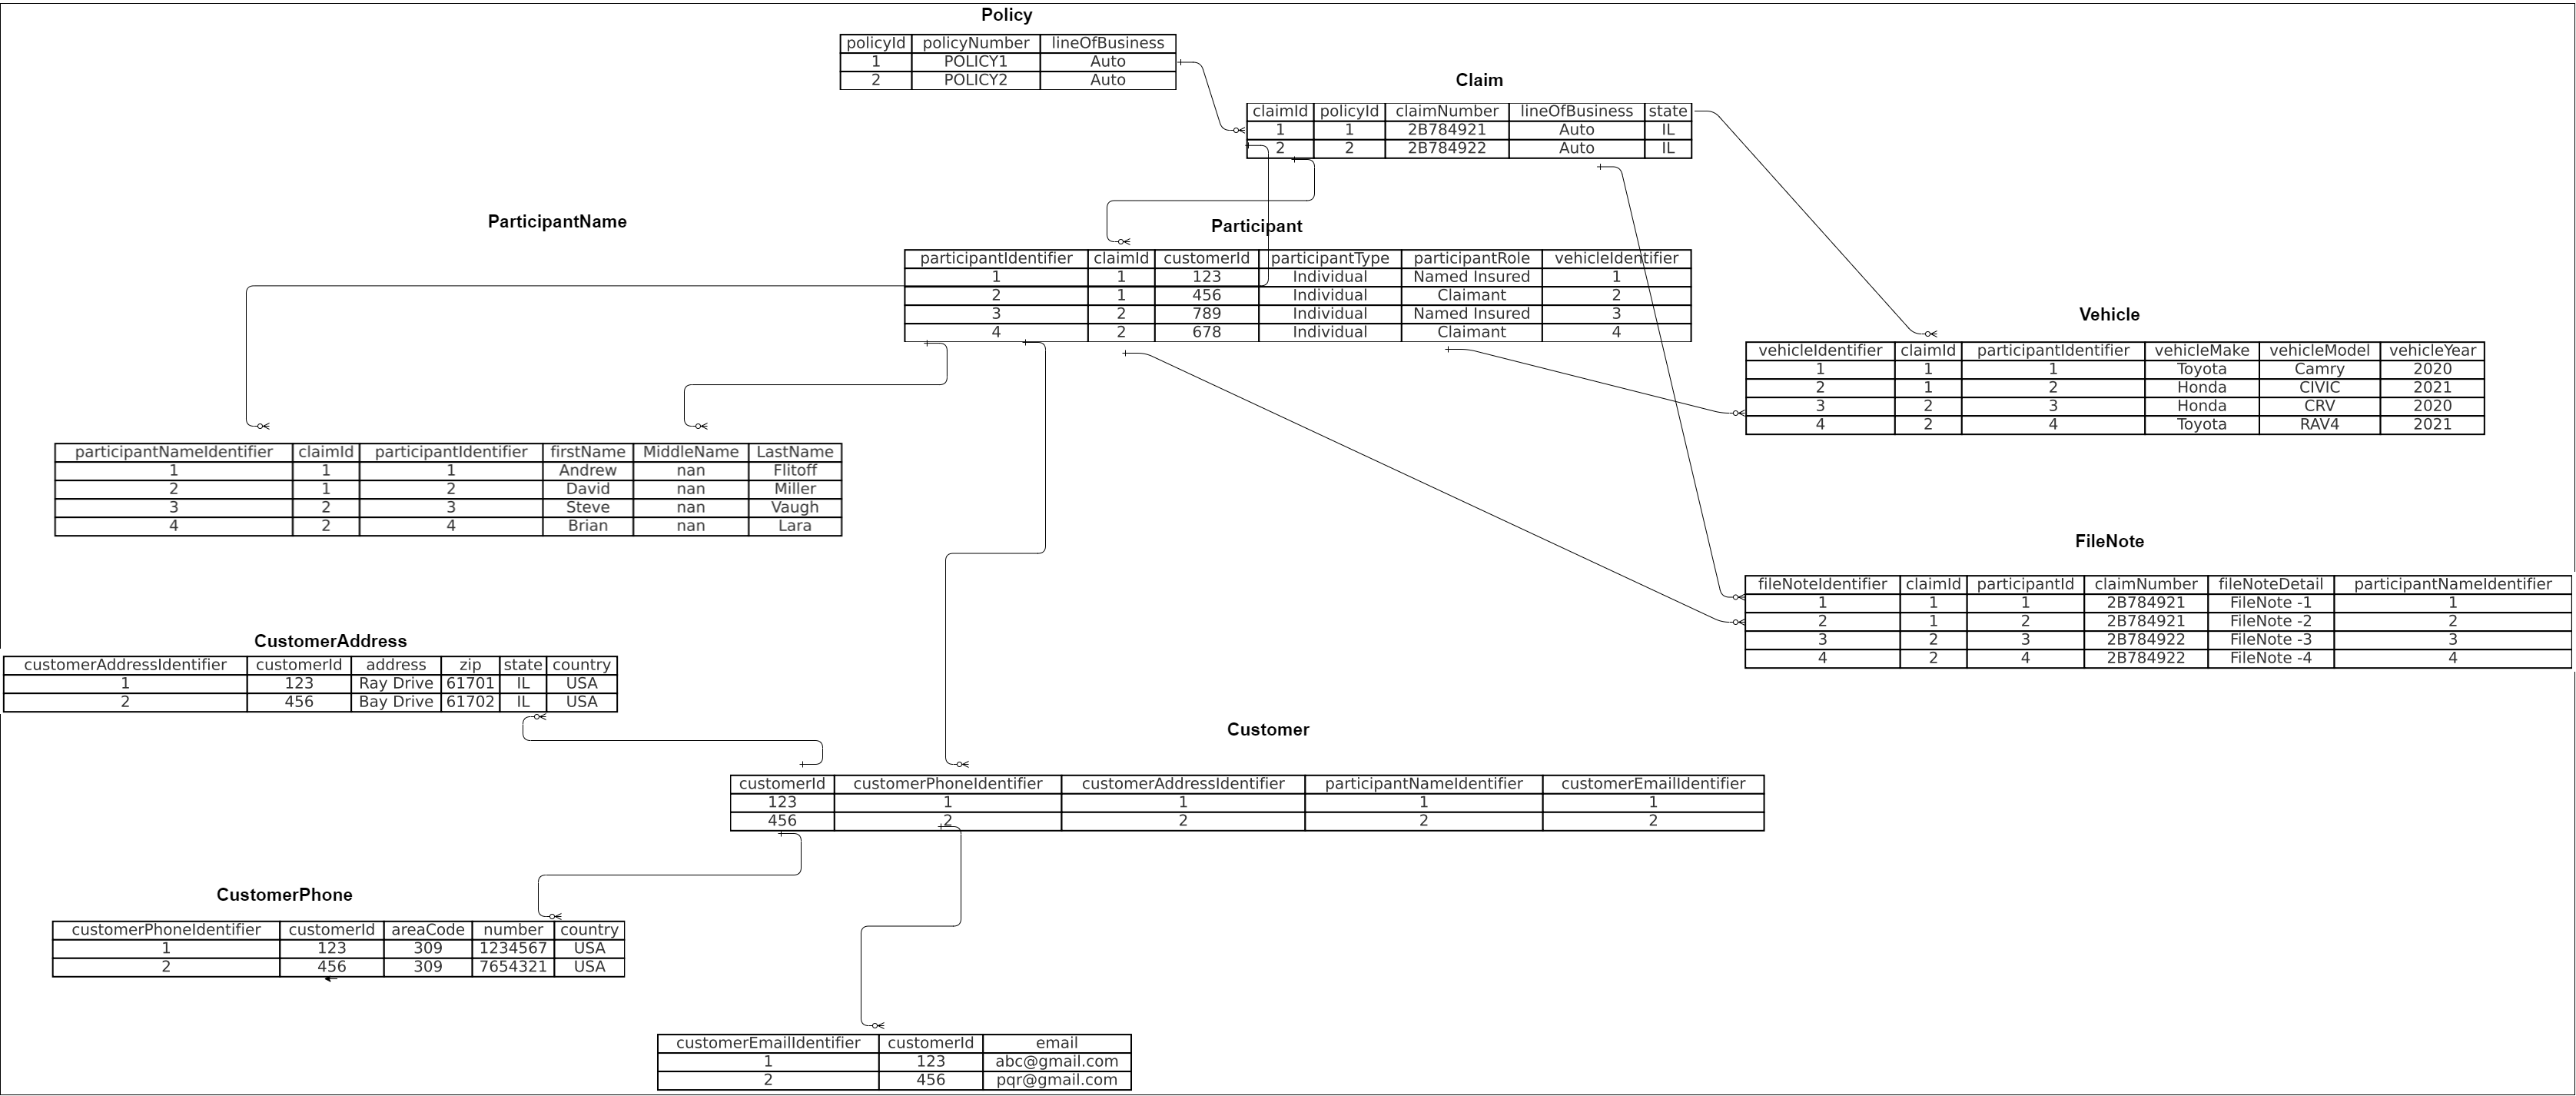 Policy
policyId policyNumber lineOfBusiness
1 POLICY1 Auto
2 POLICY2 Auto
Claim
claimId policyId claimNumber lineOfBusiness state
1 1 2B784921 Auto IL
2 2 2B784922 Auto IL
ParticipantName
participantNameIdentifier claimId participantIdentifier firstName MiddleName LastName
1 1 1 Andrew nan Flitoff
2 1 2 David nan Miller
3 2 3 Steve nan Vaugh
4 2 4 Brian nan Lara
Participant
participantIdentifier claimId customerId participantType participantRole vehicleIdentifier
1 1 123 Individual Named Insured 1
2 1 456 Individual Claimant 2
3 2 789 Individual Named Insured 3
4 2 678 Individual Claimant 4
Vehicle
vehicleIdentifier claimId participantIdentifier vehicleMake vehicleModel vehicleYear
1 1 1 Toyota Camry 2020
2 1 2 Honda CIVIC 2021
3 2 3 Honda CRV 2020
4 2 4 Toyota RAV4 2021
FileNote
fileNoteIdentifier claimId participantId claimNumber fileNoteDetail participantNameIdentifier
1 1 1 2B784921 FileNote -1 1
2 1 2 2B784921 FileNote -2 2
3 2 3 2B784922 FileNote -3 3
4 2 4 2B784922 FileNote -4 4
CustomerAddress
customerAddressIdentifier customerId address zip state country
1 123 Ray Drive 61701 IL USA
2 456 Bay Drive 61702 IL USA
Customer
customerId customerPhoneIdentifier customerAddressIdentifier participantNameIdentifier customerEmailIdentifier
123 1 1 1 1
456 2 2 2 2
CustomerPhone
customerPhoneIdentifier customerId areaCode number country
1 123 309 1234567 USA
2 456 309 7654321 USA
customerEmailIdentifier customerId email
1 123 abc@gmail.com
2 456 pqr@gmail.com